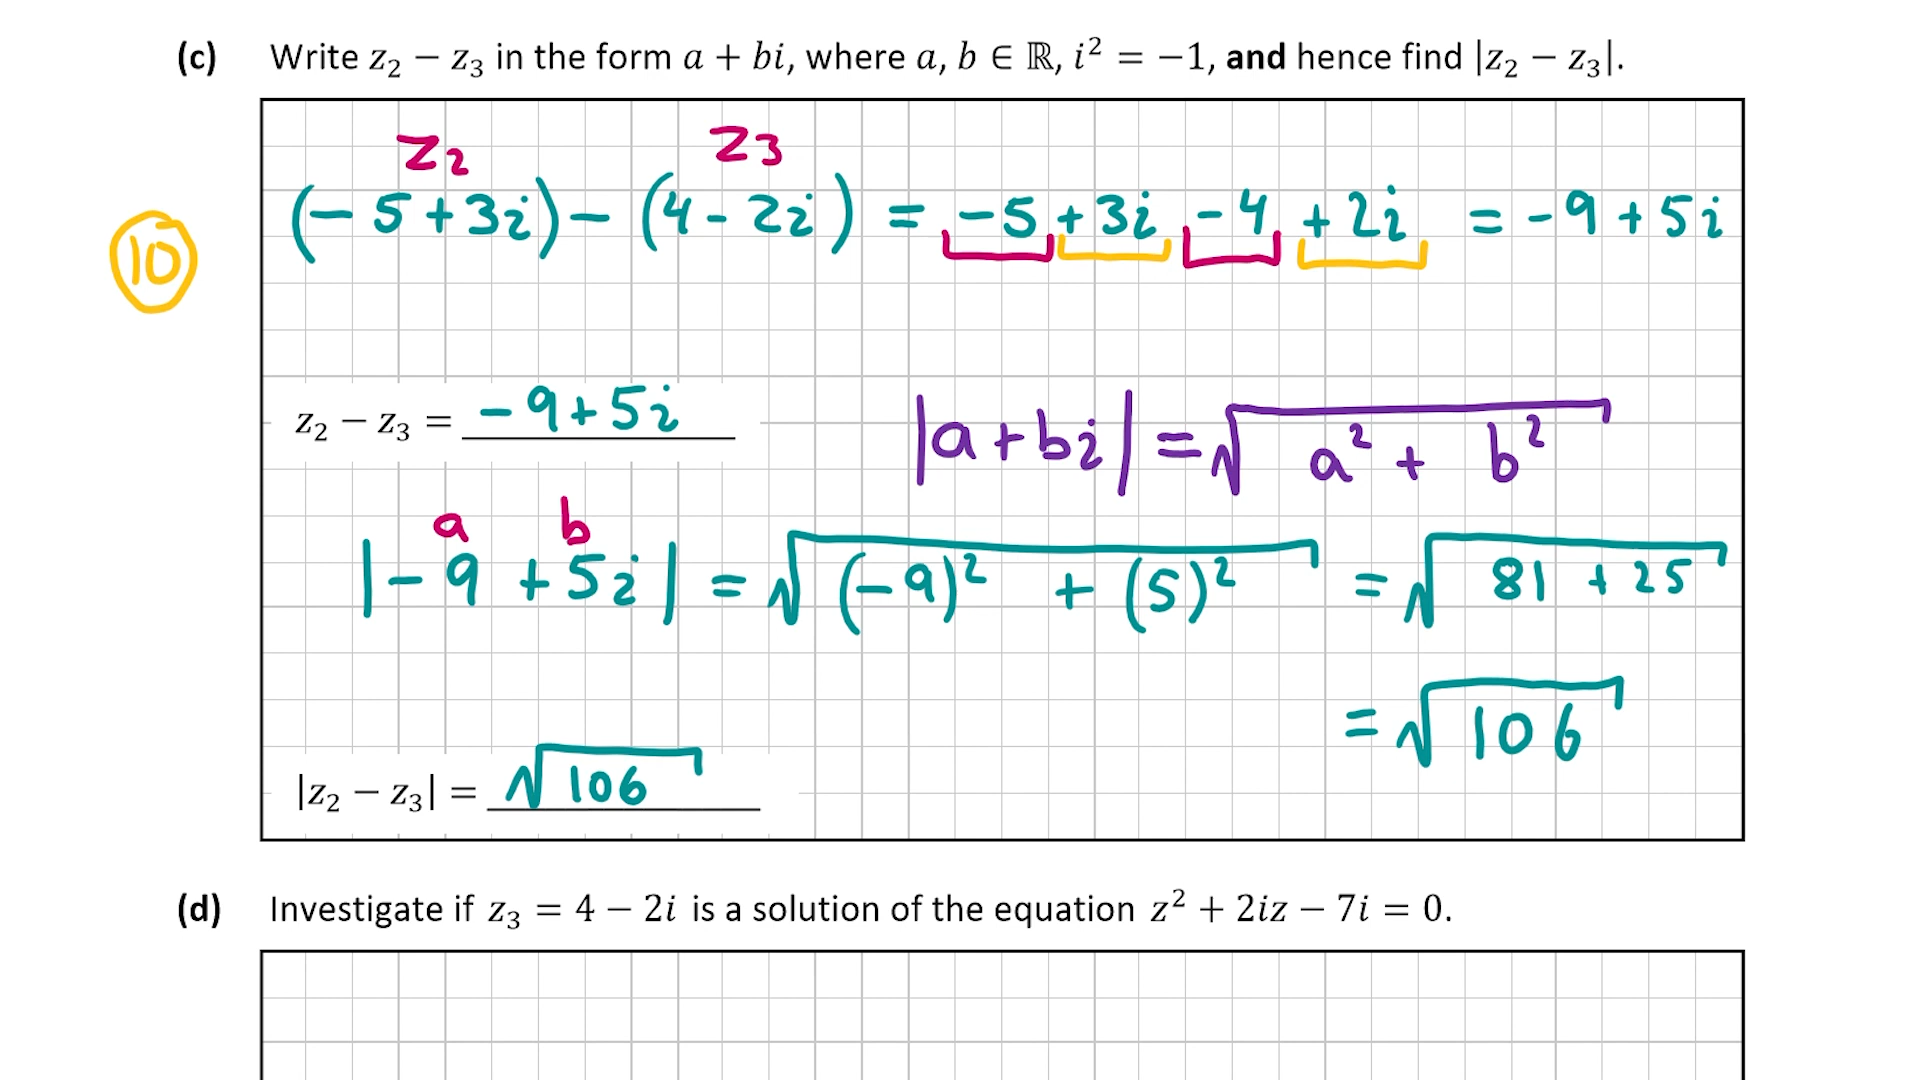 (c) Write z₂ − z₃ in the form a + bi, where a, b ∈ ℝ, i² = −1, and hence find |z₂ − z₃|.
z₂ z₃
(−5+3i)−(4−2i) = −5+3i −4 +2i = −9+5i
10
z₂ − z₃ = −9+5i
|a+bi| = √(a² + b²)
a b
|−9 +5i| = √((−9)² + (5)²) = √(81 + 25)
= √106
|z₂ − z₃| = √106
(d) Investigate if z₃ = 4 − 2i is a solution of the equation z² + 2iz − 7i = 0.